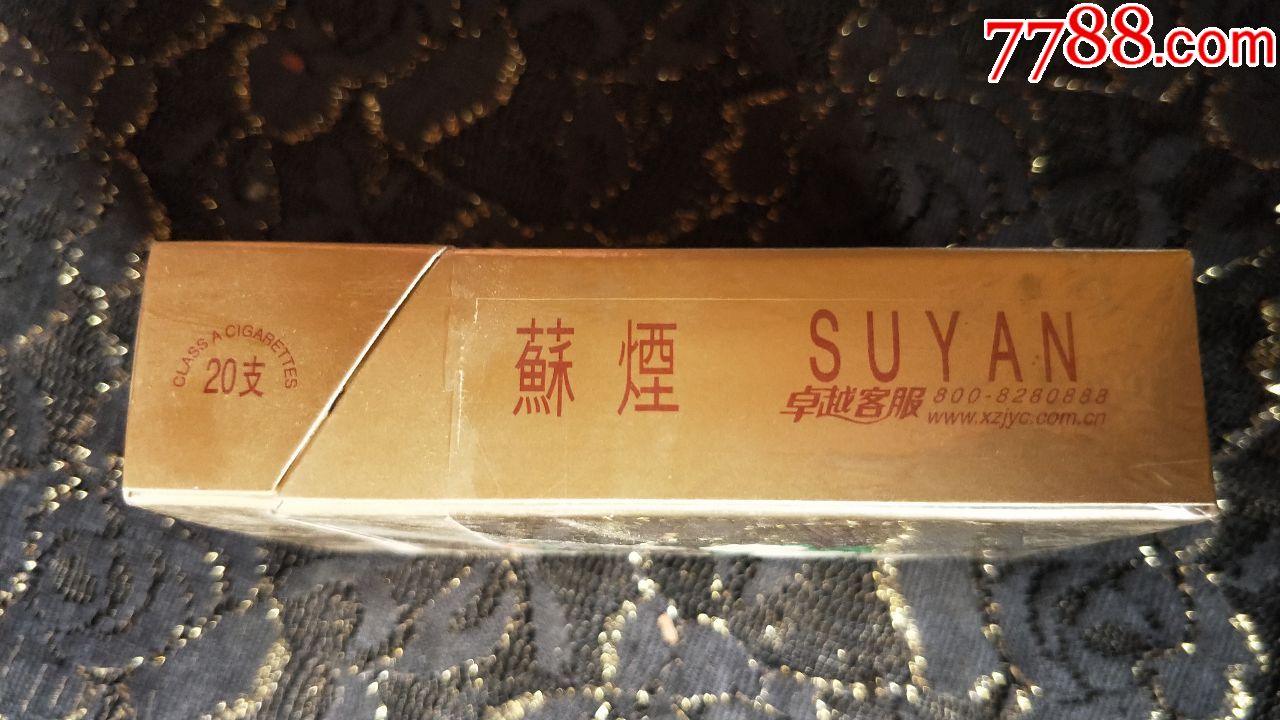 7788.com
CLASS A CIGARETTES
20支
蘇煙
SUYAN
卓越客服 800-8280888
www.xzjyc.com.cn